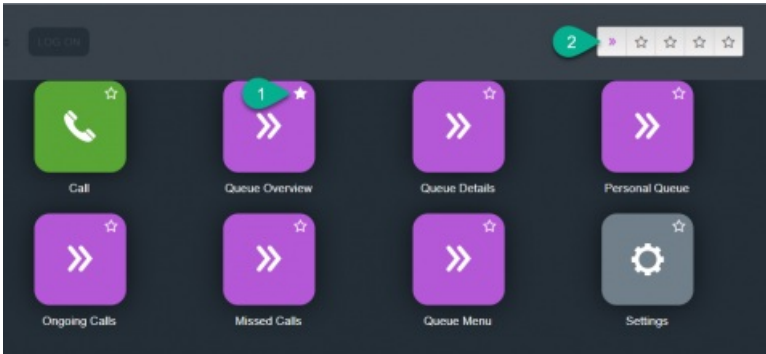 LOG ON
2
1
Call
Queue Overview
Queue Details
Personal Queue
Ongoing Calls
Missed Calls
Queue Menu
Settings